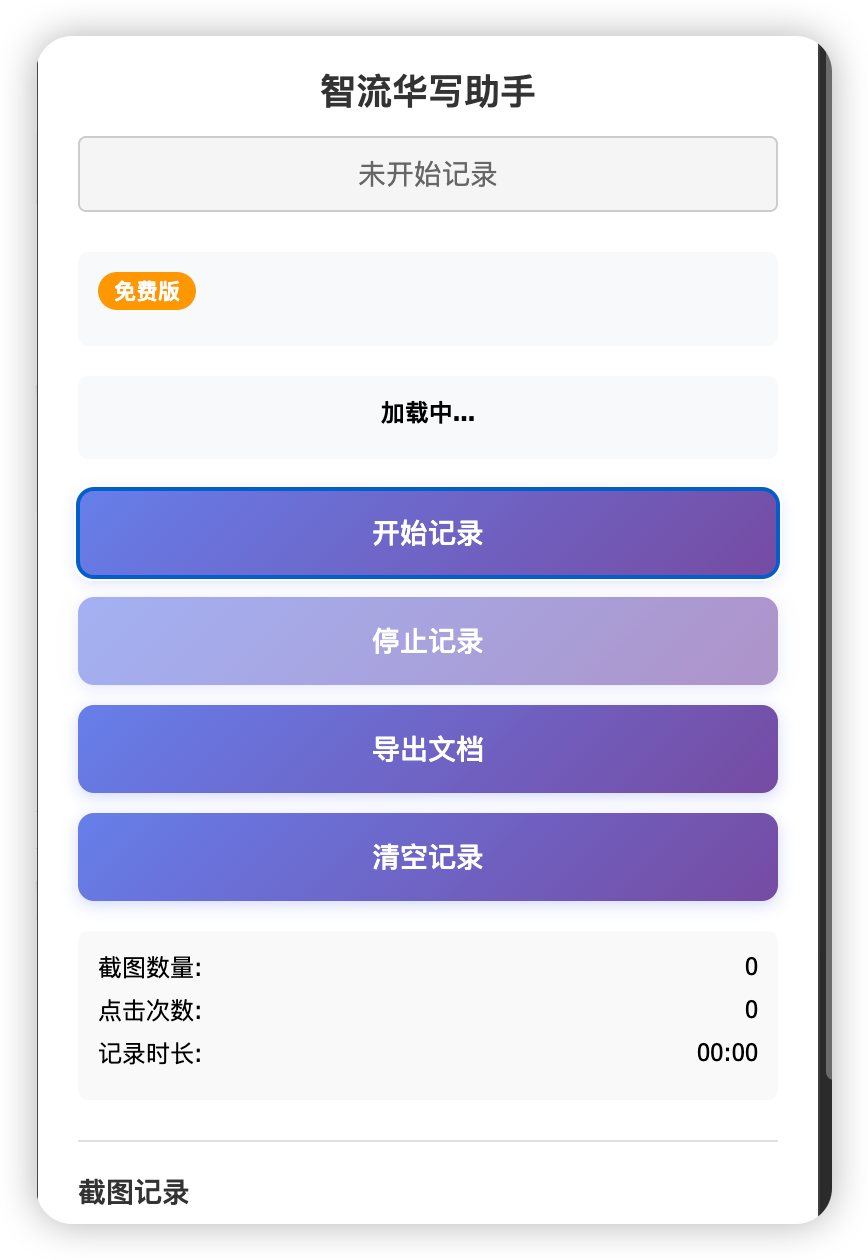 智流华写助手
未开始记录
免费版
加载中...
开始记录
停止记录
导出文档
清空记录
截图数量: 0
点击次数: 0
记录时长: 00:00
截图记录